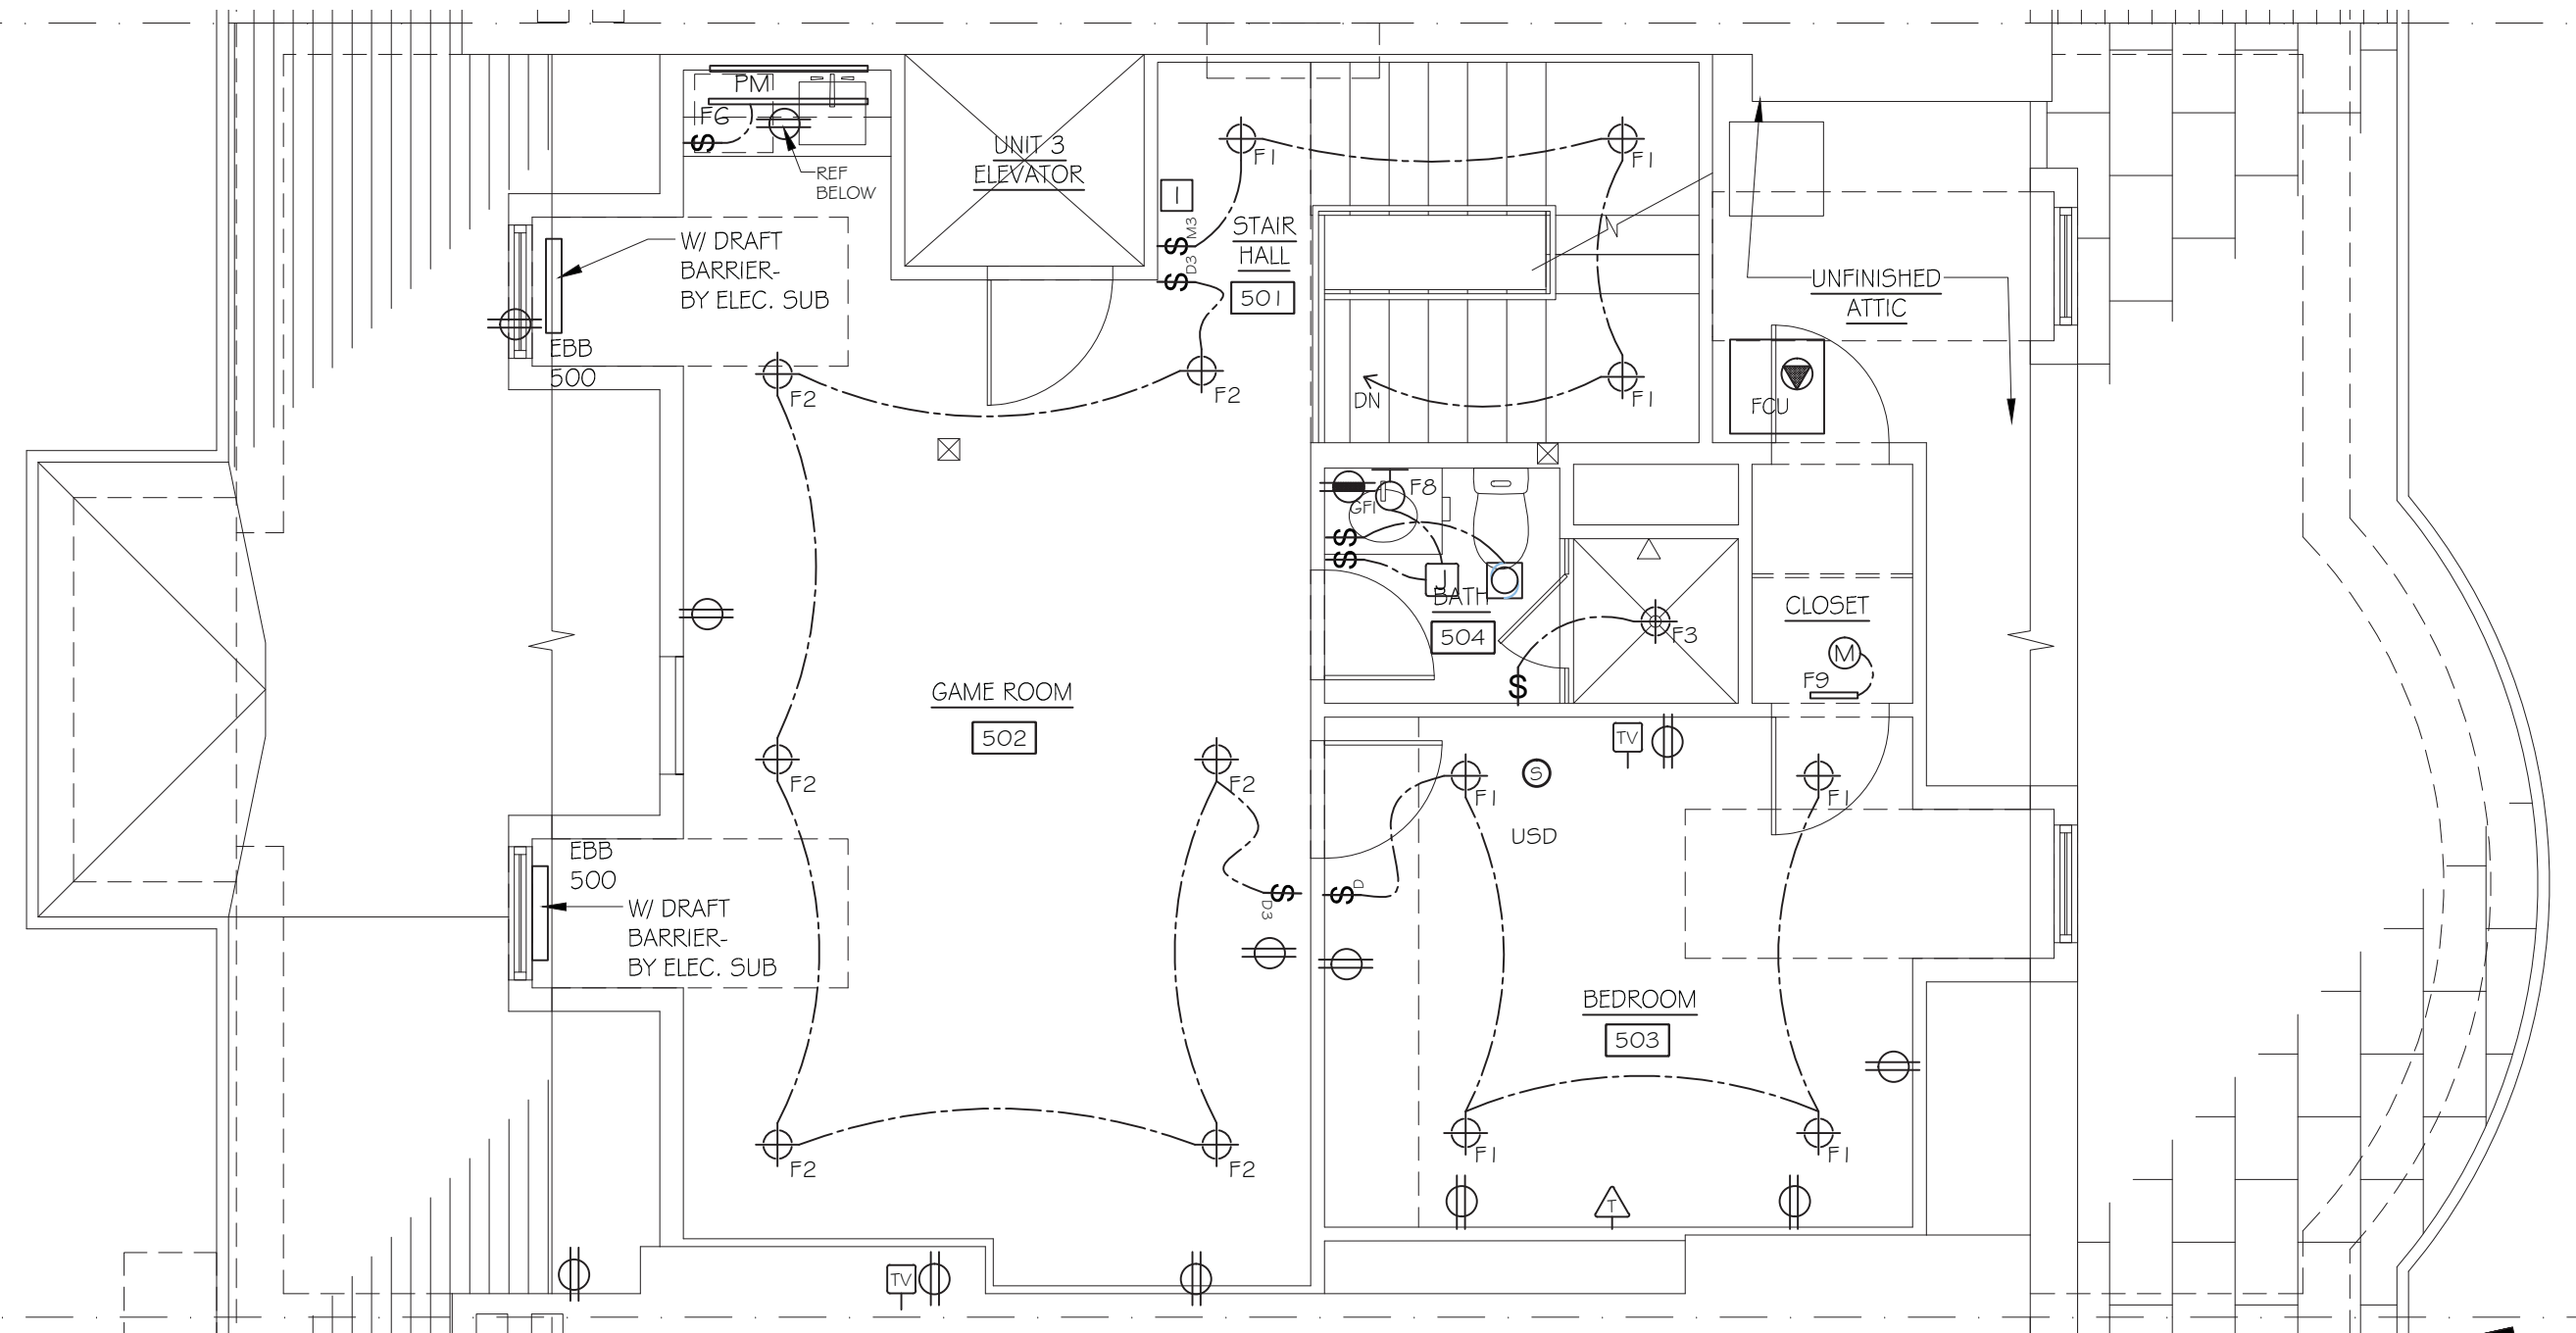 PM
F6
$
REF
BELOW
UNIT 3
ELEVATOR
F1
F1
I
M3
$
D3
$
STAIR
HALL
501
W/ DRAFT
BARRIER-
BY ELEC. SUB
EBB
500
UNFINISHED
ATTIC
F2
F2
DN
F1
FCU
F8
GFI
$
$
J
BATH
504
F3
$
CLOSET
M
F9
GAME ROOM
502
TV
F2
F2
S
F1
F1
USD
EBB
500
W/ DRAFT
BARRIER-
BY ELEC. SUB
$
D3
$
D
BEDROOM
503
F2
F2
F1
F1
T
TV